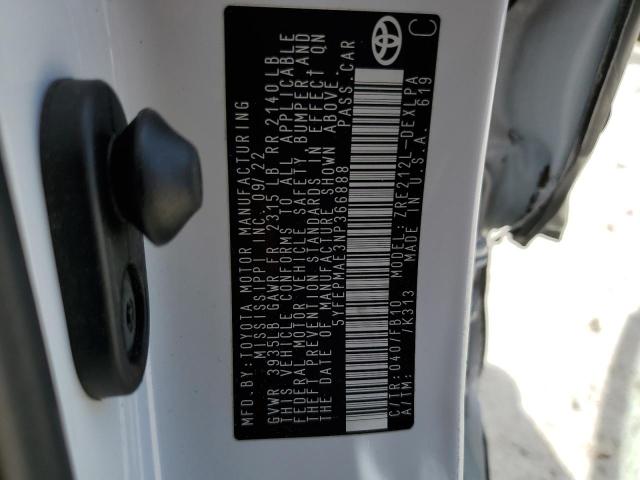 MFD.BY:TOYOTA MOTOR MANUFACTURING
MISSISSIPPI INC. 09/22
GVWR 3935LB GAWR FR 2315 LB RR 2140LB
THIS VEHICLE CONFORMS TO ALL APPLICABLE
FEDERAL MOTOR VEHICLE SAFETY BUMPER,AND
THEFT PREVENTION STANDARDS IN EFFECT ON
THE DATE OF MANUFACTURE SHOWN ABOVE.
5YFEPMAE3NP366888 PASS.CAR
C/TR:040/FB10 MODEL:ZRE212L-DEXLPA
A/TM: -/K313 MADE IN U.S.A. 619
C